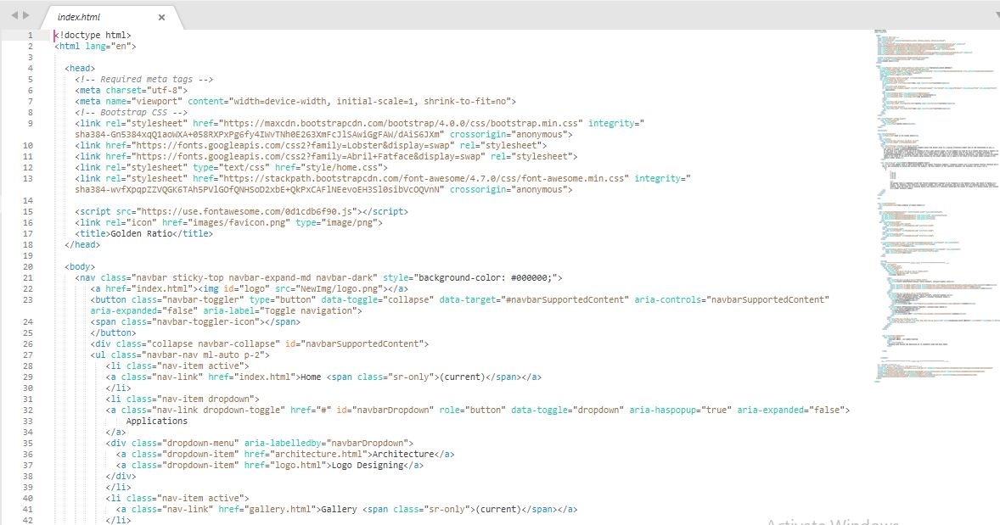 index.html
1 <!doctype html>
2 <html lang="en">
3
4 <head>
5 <!-- Required meta tags -->
6 <meta charset="utf-8">
7 <meta name="viewport" content="width=device-width, initial-scale=1, shrink-to-fit=no">
8 <!-- Bootstrap CSS -->
9 <link rel="stylesheet" href="https://maxcdn.bootstrapcdn.com/bootstrap/4.0.0/css/bootstrap.min.css" integrity="
sha384-Gn5384xqQ1aoWXA+058RXPxPg6fy4IWvTNh0E263XmFcJlSAwiGgFAW/dAiS6JXm" crossorigin="anonymous">
10 <link href="https://fonts.googleapis.com/css2?family=Lobster&display=swap" rel="stylesheet">
11 <link href="https://fonts.googleapis.com/css2?family=Abril+Fatface&display=swap" rel="stylesheet">
12 <link rel="stylesheet" type="text/css" href="style/home.css">
13 <link rel="stylesheet" href="https://stackpath.bootstrapcdn.com/font-awesome/4.7.0/css/font-awesome.min.css" integrity="
sha384-wvfXpqpZZVQGK6TAh5PVlGOfQNHSoD2xbE+QkPxCAFlNEevoEH3Sl0sibVcOQVnN" crossorigin="anonymous">
14
15 <script src="https://use.fontawesome.com/0d1cdb6f90.js"></script>
16 <link rel="icon" href="images/favicon.png" type="image/png">
17 <title>Golden Ratio</title>
18 </head>
19
20 <body>
21 <nav class="navbar sticky-top navbar-expand-md navbar-dark" style="background-color: #000000;">
22 <a href="index.html"><img id="logo" src="NewImg/logo.png"></a>
23 <button class="navbar-toggler" type="button" data-toggle="collapse" data-target="#navbarSupportedContent" aria-controls="navbarSupportedContent"
aria-expanded="false" aria-label="Toggle navigation">
24 <span class="navbar-toggler-icon"></span>
25 </button>
26 <div class="collapse navbar-collapse" id="navbarSupportedContent">
27 <ul class="navbar-nav ml-auto p-2">
28 <li class="nav-item active">
29 <a class="nav-link" href="index.html">Home <span class="sr-only">(current)</span></a>
30 </li>
31 <li class="nav-item dropdown">
32 <a class="nav-link dropdown-toggle" href="#" id="navbarDropdown" role="button" data-toggle="dropdown" aria-haspopup="true" aria-expanded="false">
33 Applications
34 </a>
35 <div class="dropdown-menu" aria-labelledby="navbarDropdown">
36 <a class="dropdown-item" href="architecture.html">Architecture</a>
37 <a class="dropdown-item" href="logo.html">Logo Designing</a>
38 </div>
39 </li>
40 <li class="nav-item active">
41 <a class="nav-link" href="gallery.html">Gallery <span class="sr-only">(current)</span></a>
42 </li>
Activate Windows